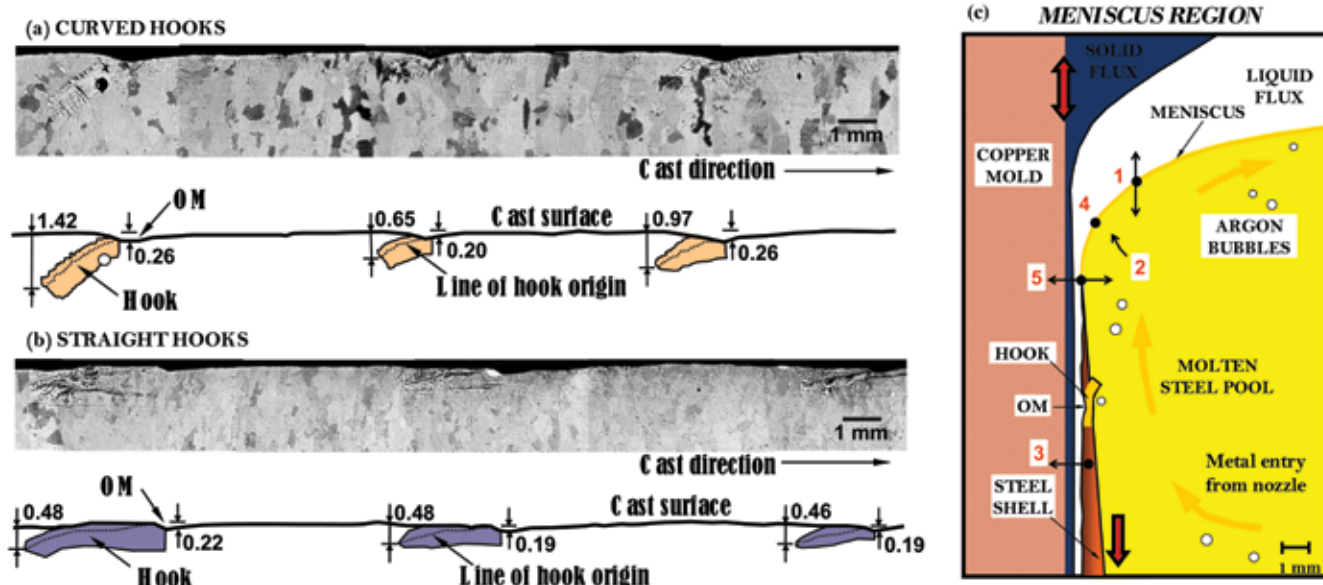 (a) CURVED HOOKS
1 mm
Cast direction
OM
1.42
0.26
0.65
0.20
Cast surface
0.97
0.26
Hook
Line of hook origin
(b) STRAIGHT HOOKS
1 mm
Cast direction
OM
0.48
0.22
0.48
0.19
Cast surface
0.46
0.19
Hook
Line of hook origin
(c)
MENISCUS REGION
SOLID
FLUX
LIQUID
FLUX
MENISCUS
COPPER
MOLD
1
4
2
ARGON
BUBBLES
5
HOOK
MOLTEN
STEEL POOL
OM
3
STEEL
SHELL
Metal entry
from nozzle
1 mm